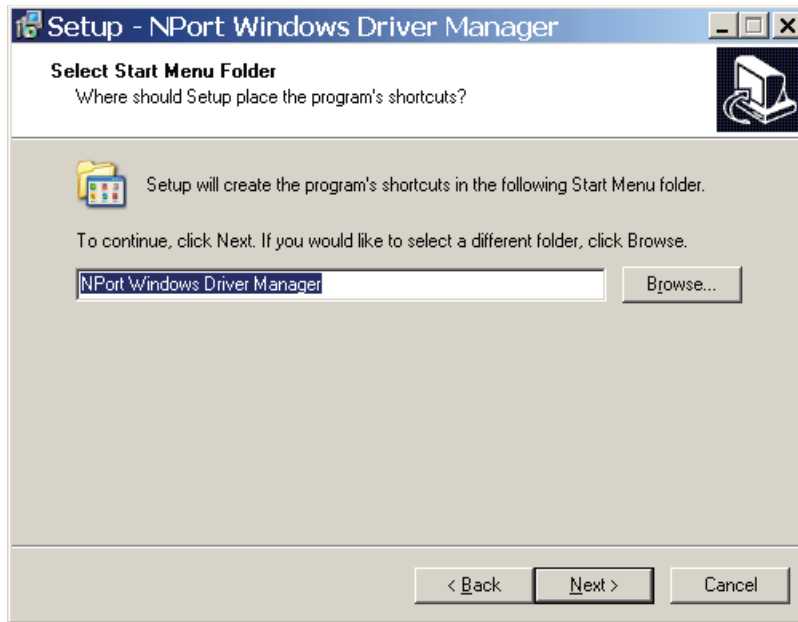 Setup - NPort Windows Driver Manager
Select Start Menu Folder
Where should Setup place the program's shortcuts?
Setup will create the program's shortcuts in the following Start Menu folder.
To continue, click Next. If you would like to select a different folder, click Browse.
NPort Windows Driver Manager
Browse...
< Back
Next >
Cancel